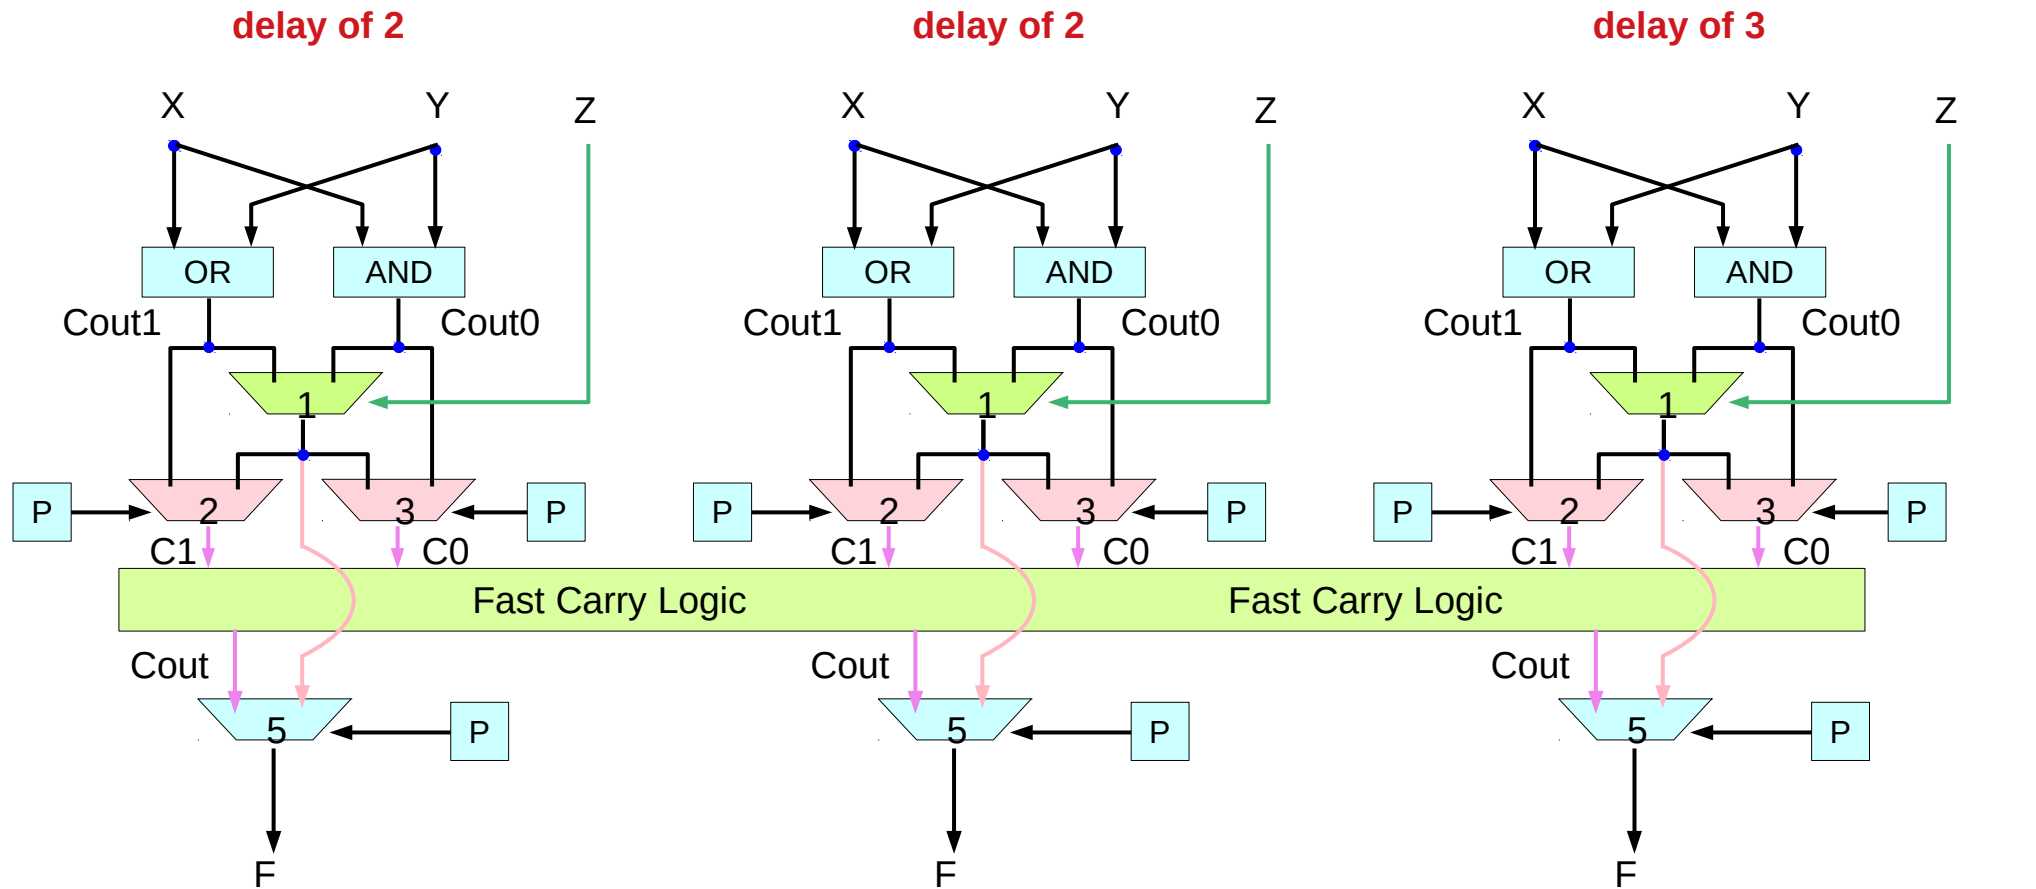 delay of 2 delay of 2 delay of 3
X Y Z X Y Z X Y Z
OR AND OR AND OR AND
Cout1 Cout0 Cout1 Cout0 Cout1 Cout0
1 1 1
P 2 3 P P 2 3 P P 2 3 P
C1 C0 C1 C0 C1 C0
Fast Carry Logic Fast Carry Logic
Cout Cout Cout
5 P 5 P 5 P
F F F